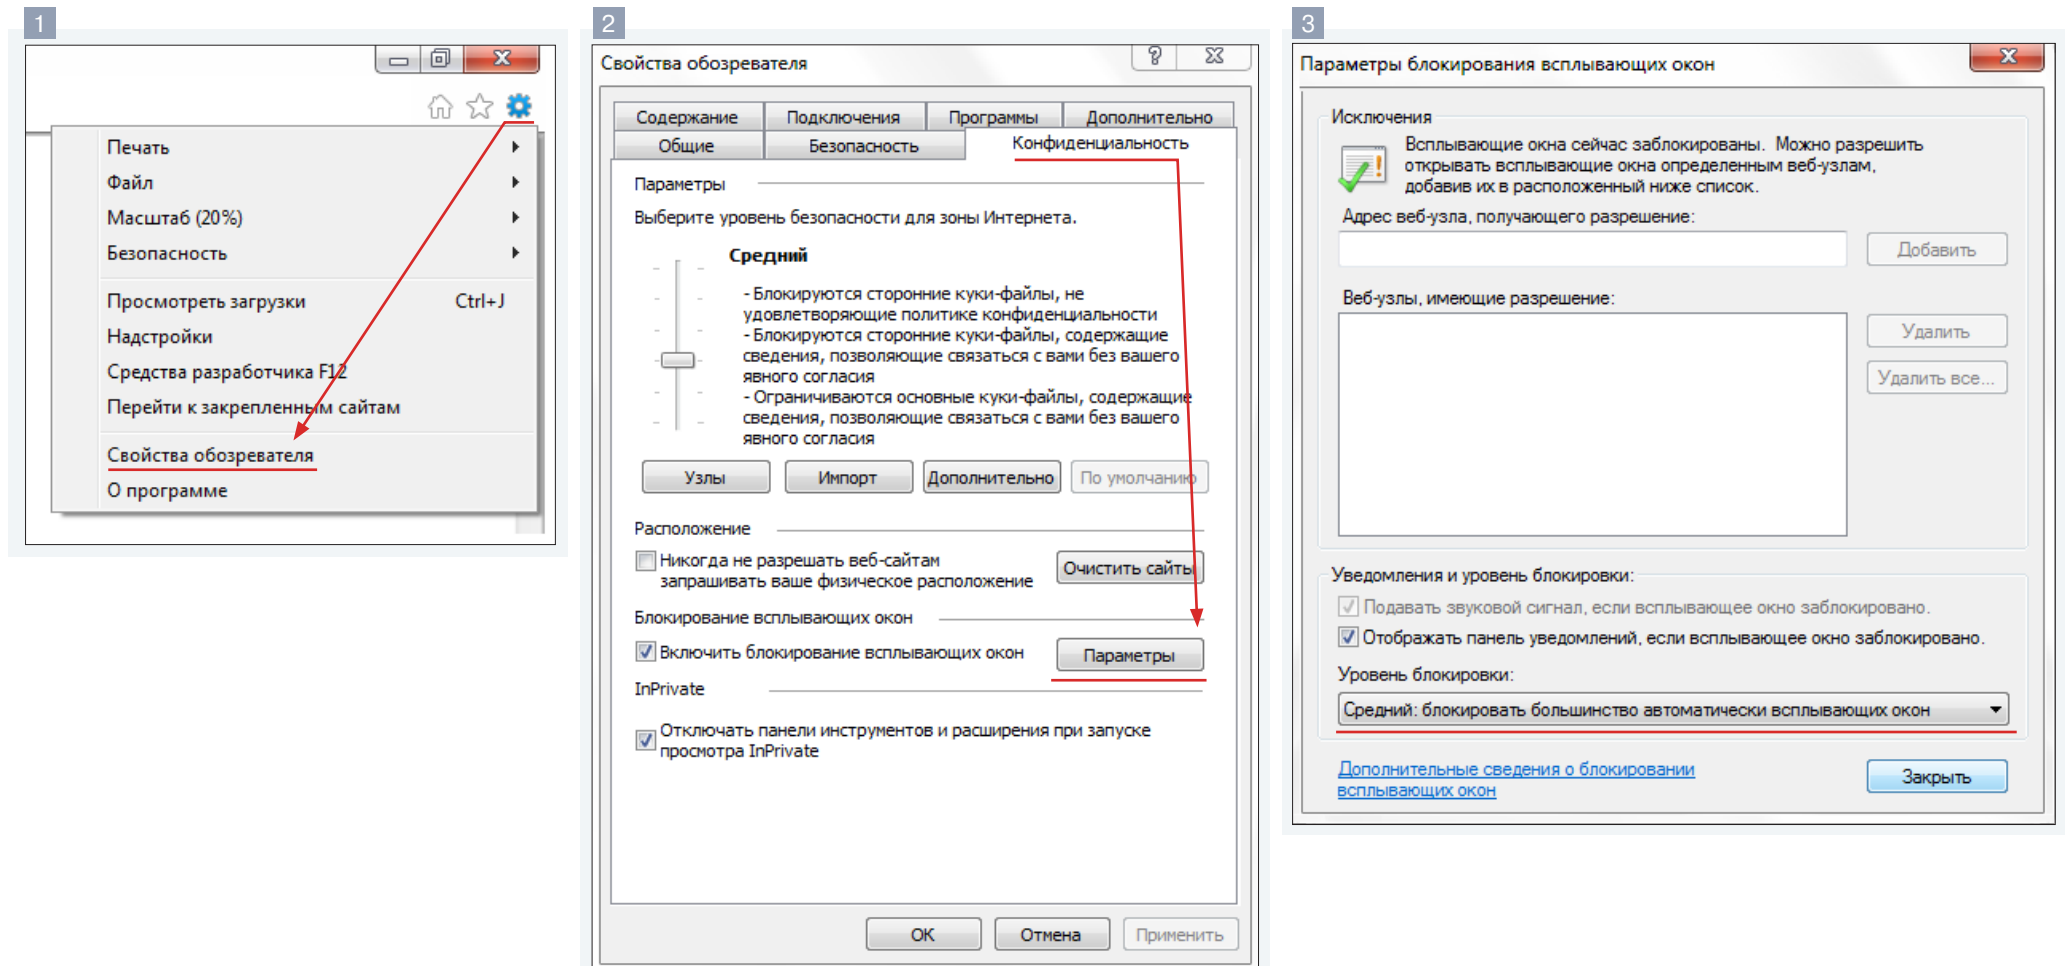 1
Печать
Файл
Масштаб (20%)
Безопасность
Просмотреть загрузки Ctrl+J
Надстройки
Средства разработчика F12
Перейти к закрепленным сайтам
Свойства обозревателя
О программе
2
Свойства обозревателя
Содержание Подключения Программы Дополнительно
Общие Безопасность Конфиденциальность
Параметры
Выберите уровень безопасности для зоны Интернета.
Средний
- Блокируются сторонние куки-файлы, не
удовлетворяющие политике конфиденциальности
- Блокируются сторонние куки-файлы, содержащие
сведения, позволяющие связаться с вами без вашего
явного согласия
- Ограничиваются основные куки-файлы, содержащие
сведения, позволяющие связаться с вами без вашего
явного согласия
Узлы Импорт Дополнительно По умолчанию
Расположение
Никогда не разрешать веб-сайтам
запрашивать ваше физическое расположение
Очистить сайты
Блокирование всплывающих окон
Включить блокирование всплывающих окон Параметры
InPrivate
Отключать панели инструментов и расширения при запуске
просмотра InPrivate
ОК Отмена Применить
3
Параметры блокирования всплывающих окон
Исключения
Всплывающие окна сейчас заблокированы. Можно разрешить
открывать всплывающие окна определенным веб-узлам,
добавив их в расположенный ниже список.
Адрес веб-узла, получающего разрешение:
Добавить
Веб-узлы, имеющие разрешение:
Удалить
Удалить все...
Уведомления и уровень блокировки:
Подавать звуковой сигнал, если всплывающее окно заблокировано.
Отображать панель уведомлений, если всплывающее окно заблокировано.
Уровень блокировки:
Средний: блокировать большинство автоматически всплывающих окон
Дополнительные сведения о блокировании
всплывающих окон
Закрыть